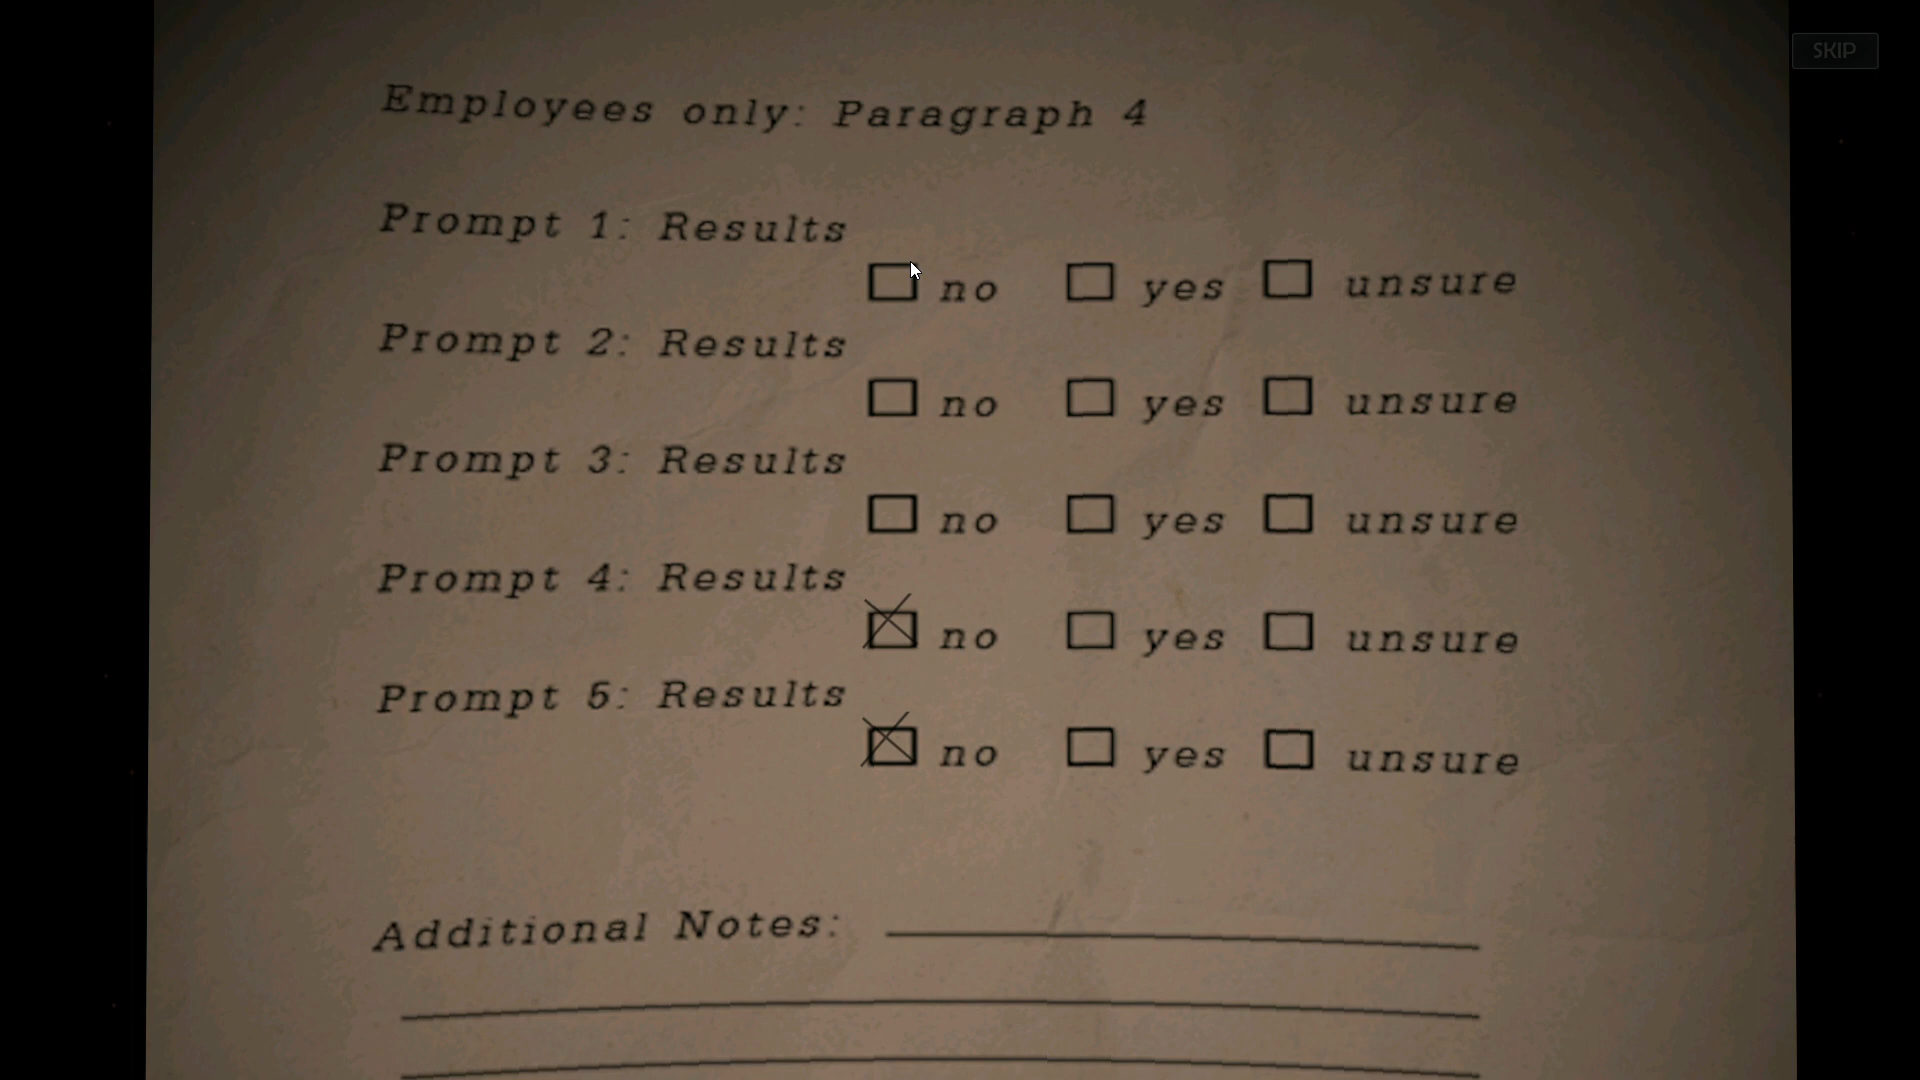 SKIP
Employees only: Paragraph 4
Prompt 1: Results
no yes unsure
Prompt 2: Results
no yes unsure
Prompt 3: Results
no yes unsure
Prompt 4: Results
no yes unsure
Prompt 5: Results
no yes unsure
Additional Notes: